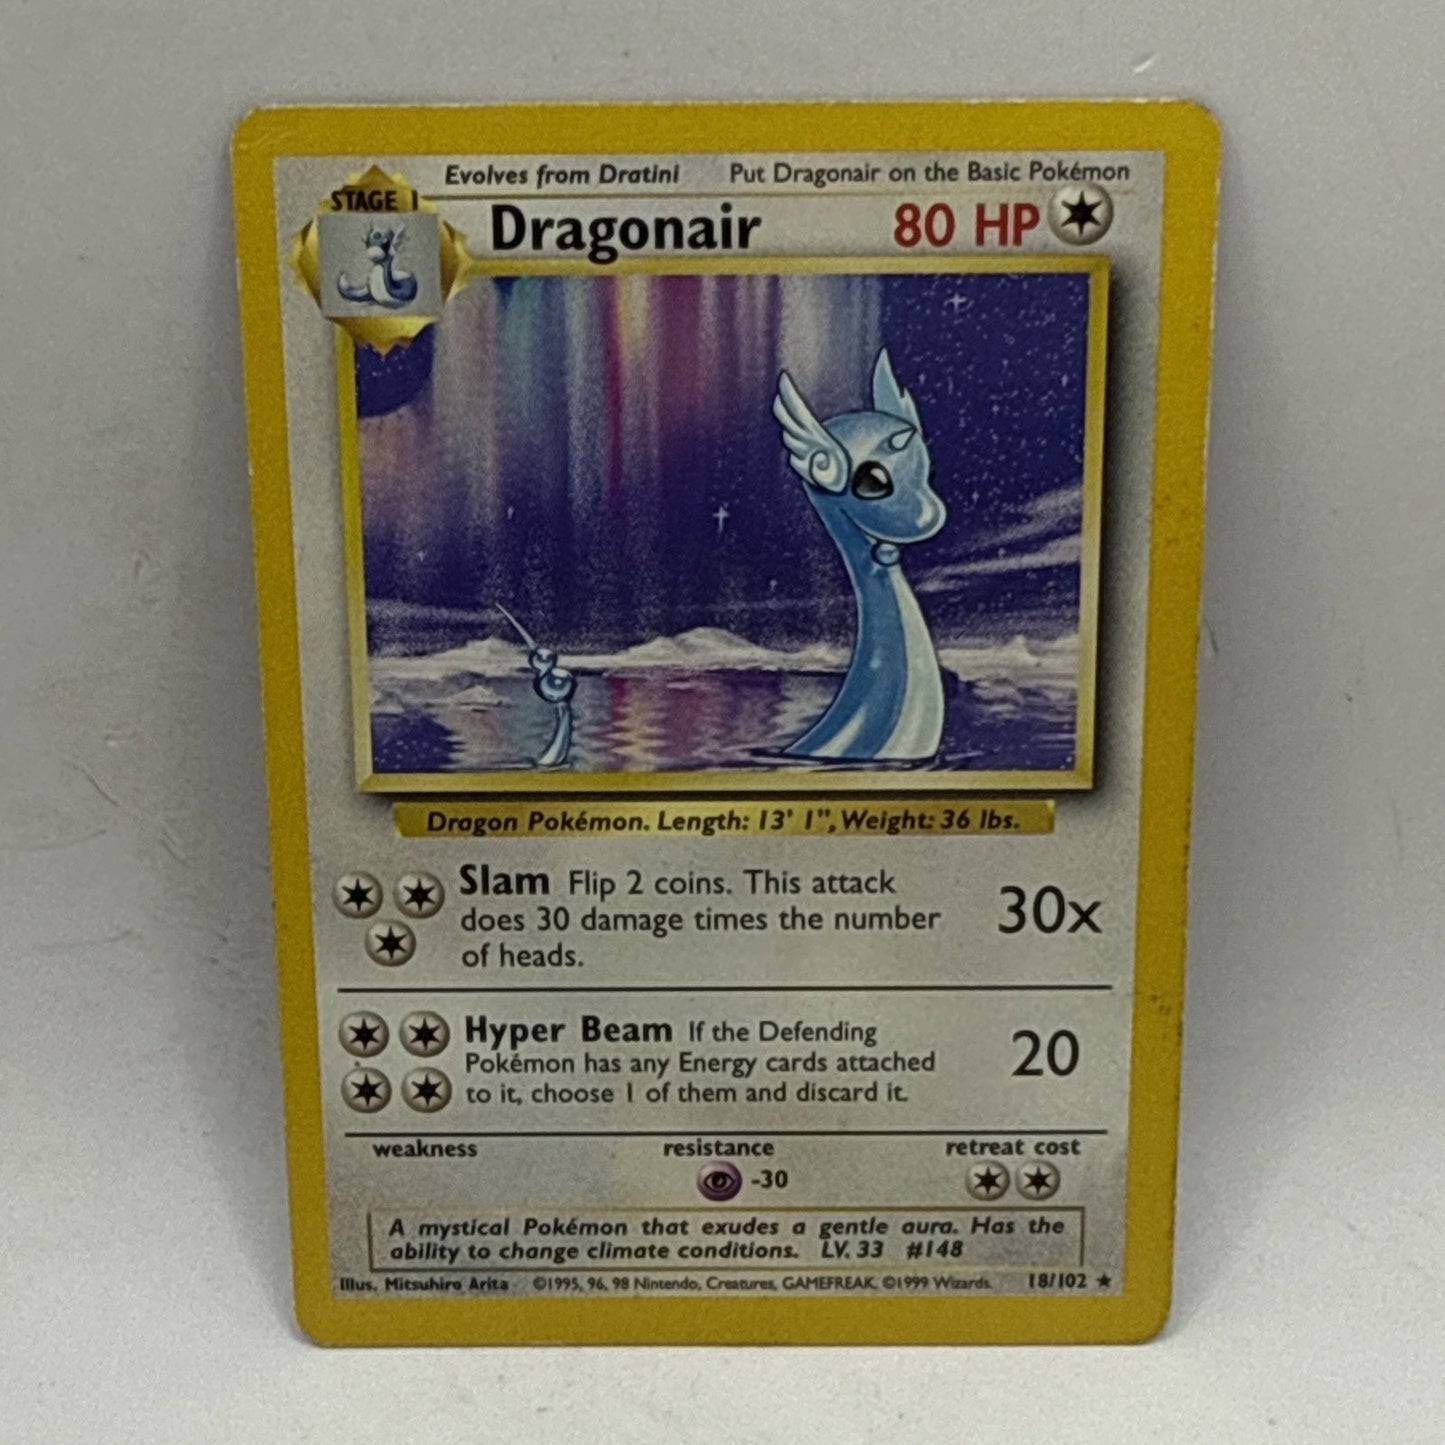 Evolves from Dratini Put Dragonair on the Basic Pokémon
STAGE 1
Dragonair 80 HP
Dragon Pokémon. Length: 13' 1", Weight: 36 lbs.
Slam Flip 2 coins. This attack
does 30 damage times the number
of heads.
30x
Hyper Beam If the Defending
Pokémon has any Energy cards attached
to it, choose 1 of them and discard it.
20
weakness resistance retreat cost
-30
A mystical Pokémon that exudes a gentle aura. Has the
ability to change climate conditions. LV. 33 #148
Illus. Mitsuhiro Arita ©1995, 96, 98 Nintendo, Creatures, GAMEFREAK. ©1999 Wizards. 18/102 ★